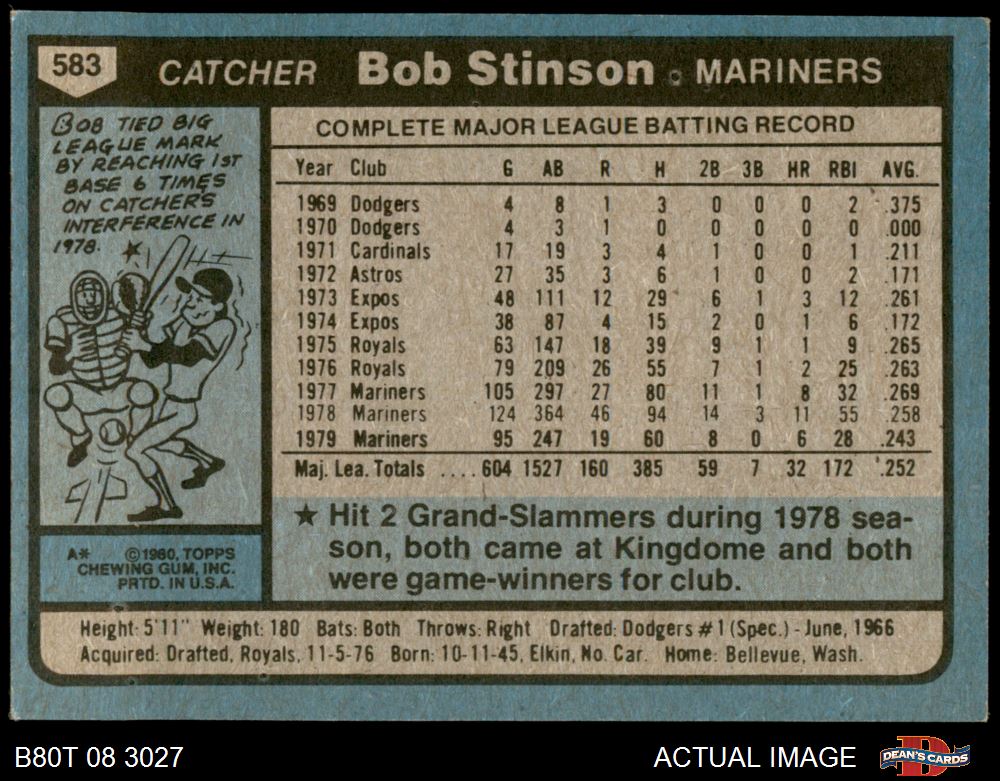 583 CATCHER Bob Stinson MARINERS
BOB TIED BIG
LEAGUE MARK
BY REACHING 1ST
BASE 6 TIMES
ON CATCHER'S
INTERFERENCE IN
1978.
COMPLETE MAJOR LEAGUE BATTING RECORD
Year Club G AB R H 2B 3B HR RBI AVG.
1969 Dodgers 4 8 1 3 0 0 0 2 .375
1970 Dodgers 4 3 1 0 0 0 0 0 .000
1971 Cardinals 17 19 3 4 1 0 0 1 .211
1972 Astros 27 35 3 6 1 0 0 2 .171
1973 Expos 48 111 12 29 6 1 3 12 .261
1974 Expos 38 87 4 15 2 0 1 6 .172
1975 Royals 63 147 18 39 9 1 1 9 .265
1976 Royals 79 209 26 55 7 1 2 25 .263
1977 Mariners 105 297 27 80 11 1 8 32 .269
1978 Mariners 124 364 46 94 14 3 11 55 .258
1979 Mariners 95 247 19 60 8 0 6 28 .243
Maj. Lea. Totals ....604 1527 160 385 59 7 32 172 .252
★ Hit 2 Grand-Slammers during 1978 sea-
son, both came at Kingdome and both
were game-winners for club.
A* ©1980, TOPPS
CHEWING GUM, INC.
PRTD. IN U.S.A.
Height: 5'11" Weight: 180 Bats: Both Throws: Right Drafted: Dodgers #1 (Spec.) - June, 1966
Acquired: Drafted, Royals, 11-5-76 Born: 10-11-45, Elkin, No. Car. Home: Bellevue, Wash.
B80T 08 3027 ACTUAL IMAGE DEAN'S CARDS